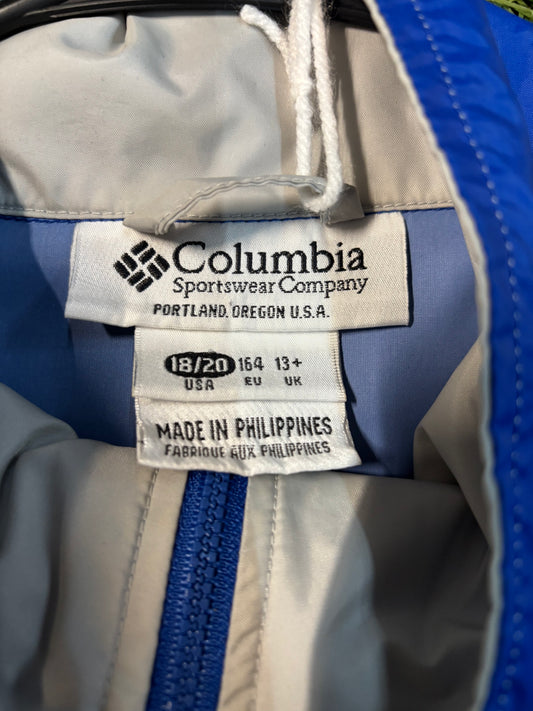 Columbia
Sportswear Company
PORTLAND, OREGON U.S.A.
18/20 164 13+
USA EU UK
MADE IN PHILIPPINES
FABRIQUE AUX PHILIPPINES